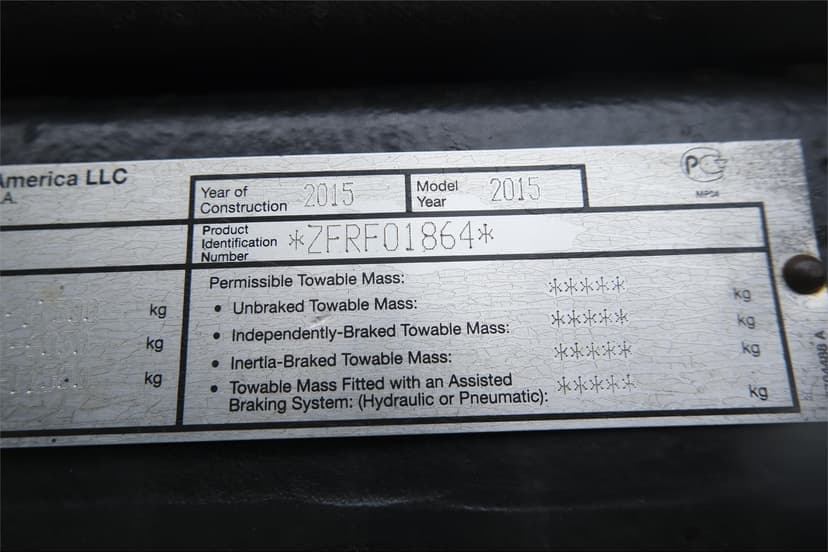 America LLC
.A.
Year of
Construction 2015
Model
Year 2015
Product
Identification
Number *ZFRF01864*
Permissible Towable Mass: ***** kg
• Unbraked Towable Mass: ***** kg
• Independently-Braked Towable Mass: ***** kg
• Inertia-Braked Towable Mass:
• Towable Mass Fitted with an Assisted
Braking System: (Hydraulic or Pneumatic): ***** kg
kg
kg
kg
PC